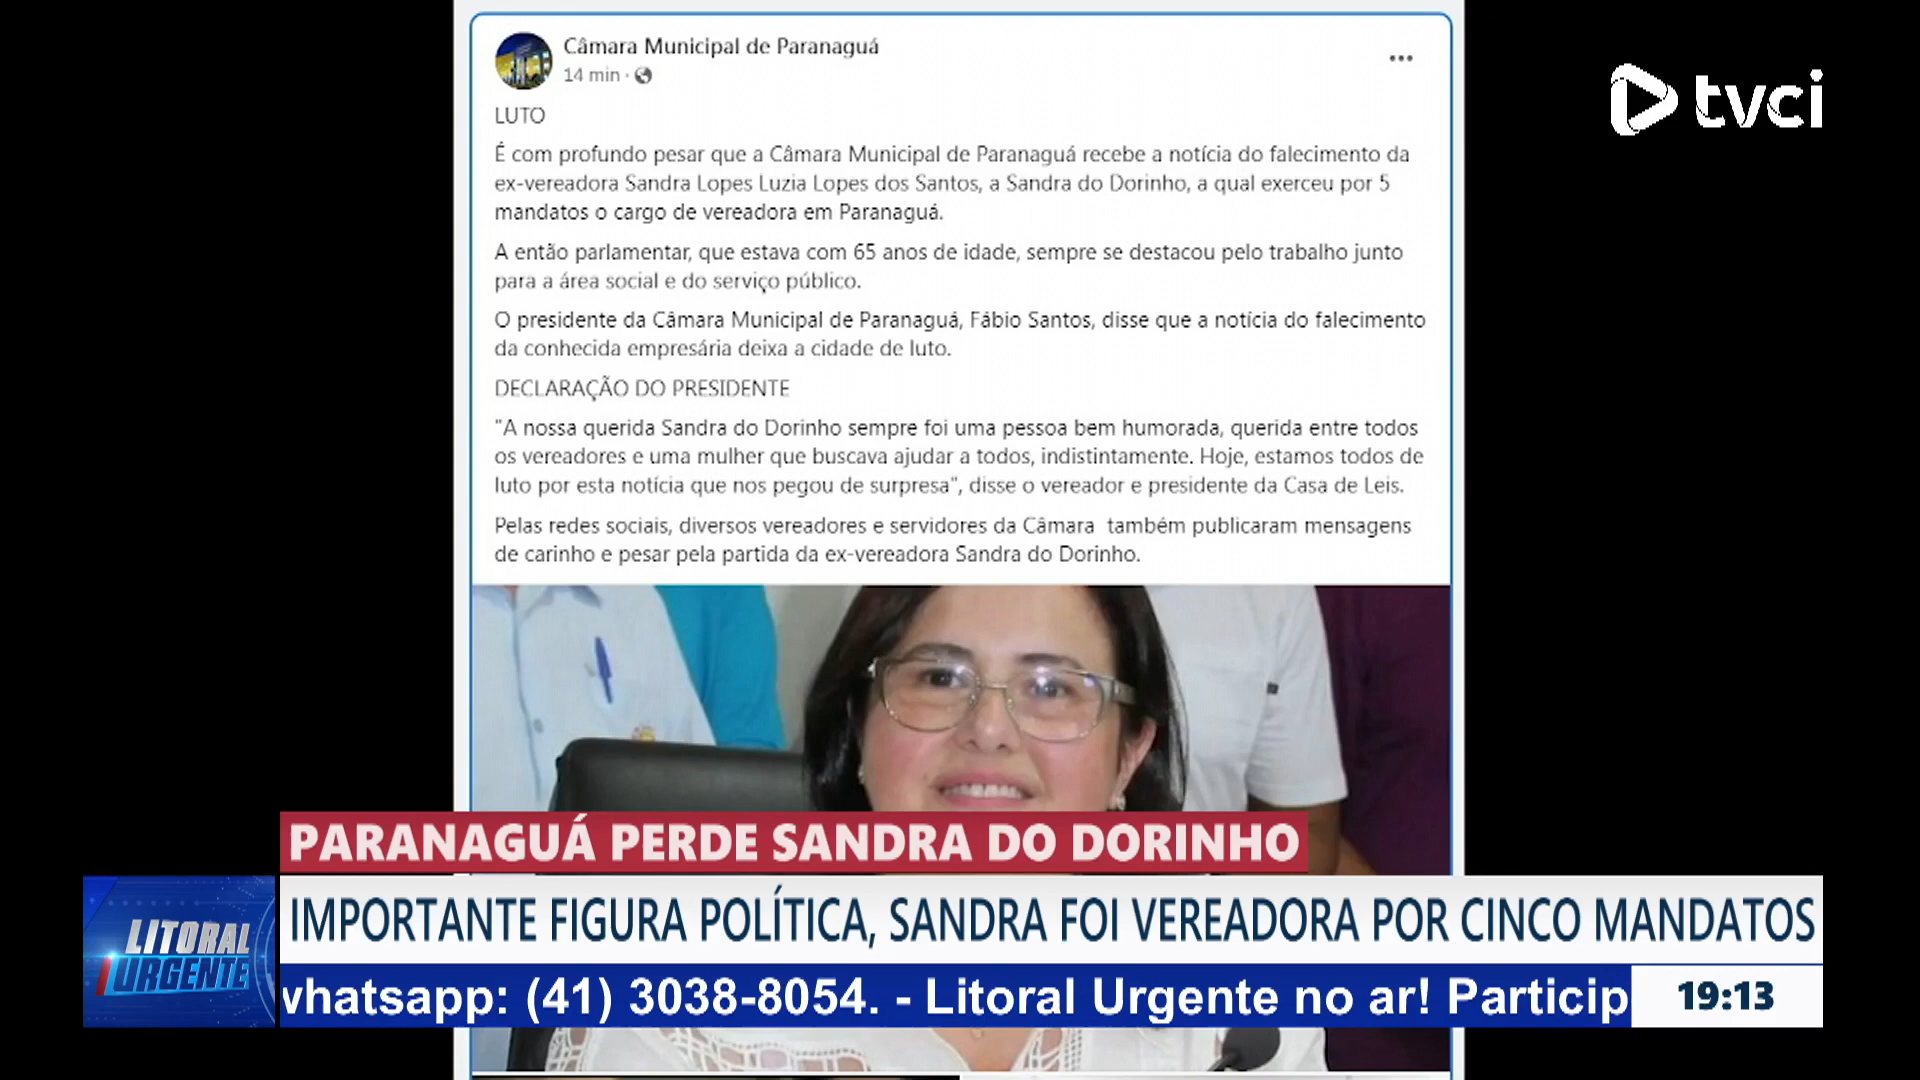 Câmara Municipal de Paranaguá
14 min ·
tvci
LUTO
É com profundo pesar que a Câmara Municipal de Paranaguá recebe a notícia do falecimento da
ex-vereadora Sandra Lopes Luzia Lopes dos Santos, a Sandra do Dorinho, a qual exerceu por 5
mandatos o cargo de vereadora em Paranaguá.
A então parlamentar, que estava com 65 anos de idade, sempre se destacou pelo trabalho junto
para a área social e do serviço público.
O presidente da Câmara Municipal de Paranaguá, Fábio Santos, disse que a notícia do falecimento
da conhecida empresária deixa a cidade de luto.
DECLARAÇÃO DO PRESIDENTE
"A nossa querida Sandra do Dorinho sempre foi uma pessoa bem humorada, querida entre todos
os vereadores e uma mulher que buscava ajudar a todos, indistintamente. Hoje, estamos todos de
luto por esta notícia que nos pegou de surpresa", disse o vereador e presidente da Casa de Leis.
Pelas redes sociais, diversos vereadores e servidores da Câmara  também publicaram mensagens
de carinho e pesar pela partida da ex-vereadora Sandra do Dorinho.
PARANAGUÁ PERDE SANDRA DO DORINHO
IMPORTANTE FIGURA POLÍTICA, SANDRA FOI VEREADORA POR CINCO MANDATOS
LITORAL
URGENTE
whatsapp: (41) 3038-8054. - Litoral Urgente no ar! Particip
19:13